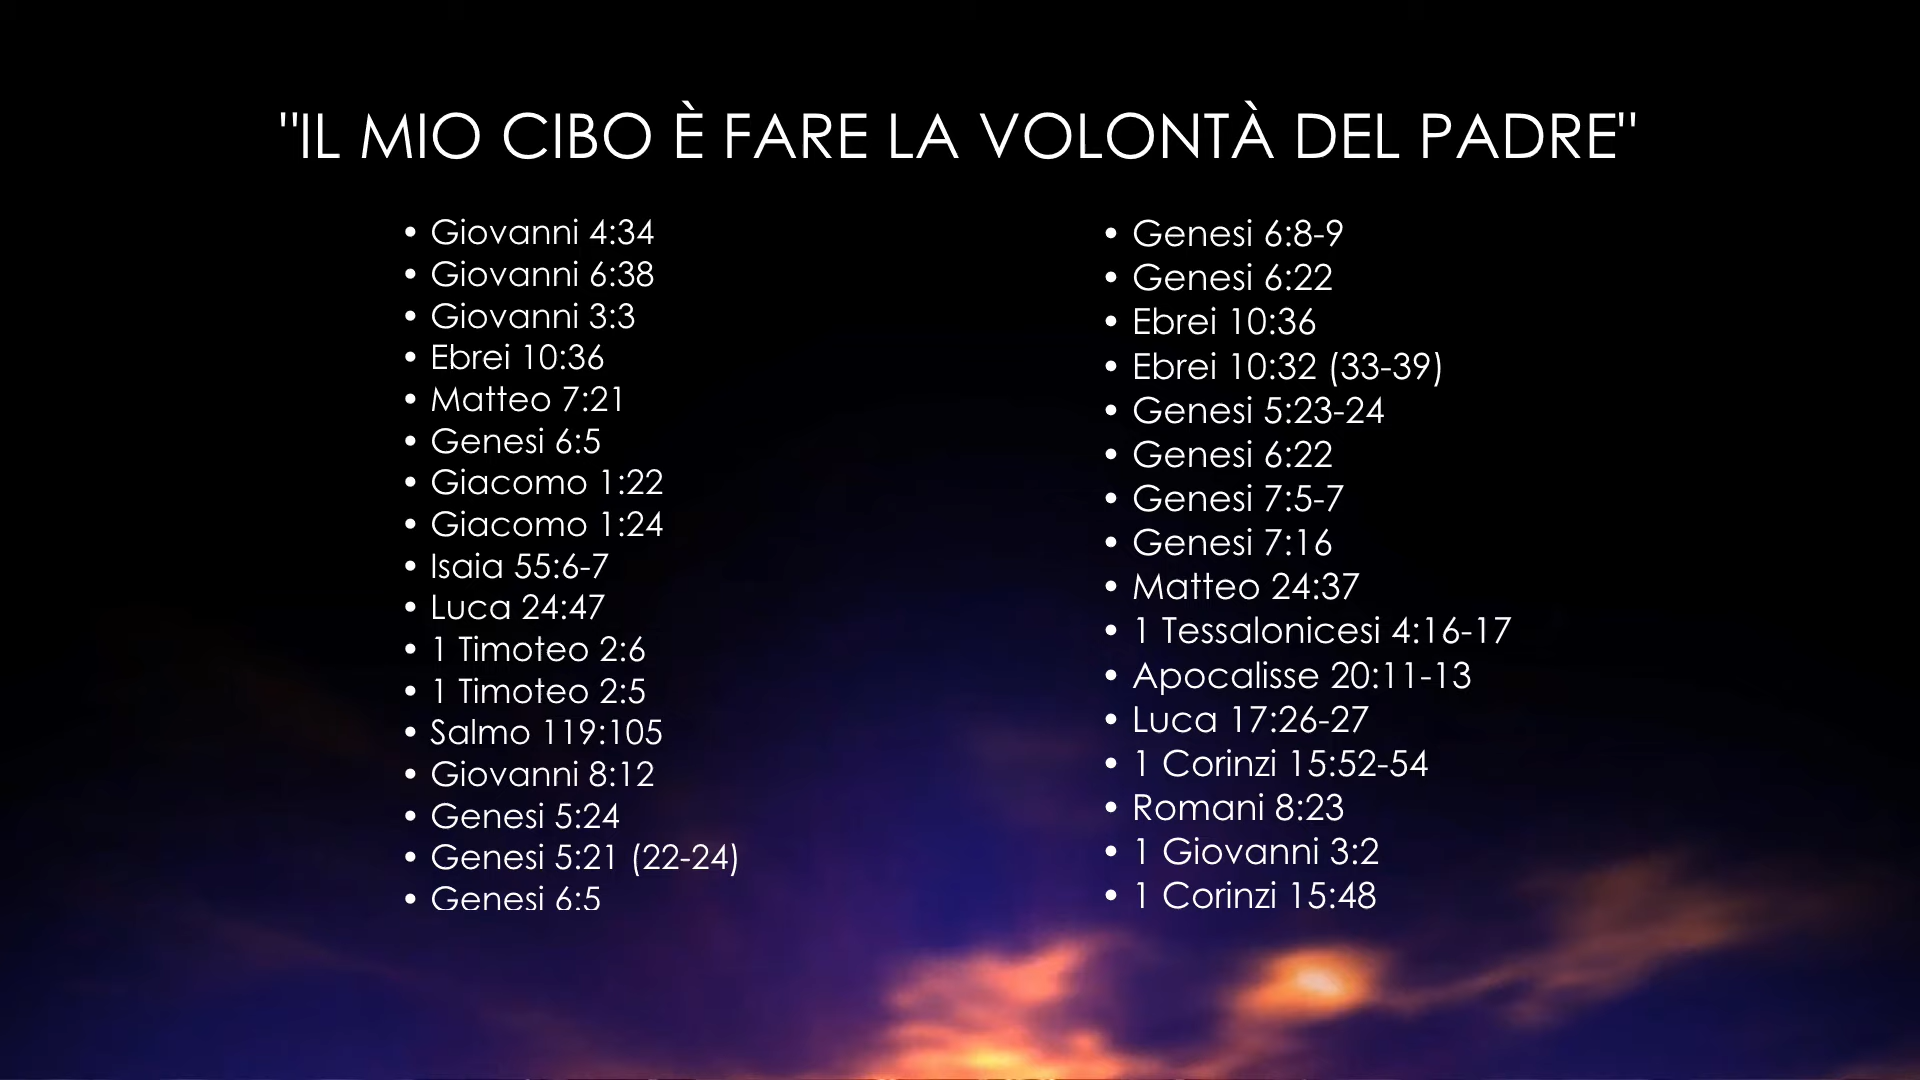 "IL MIO CIBO È FARE LA VOLONTÀ DEL PADRE"
• Giovanni 4:34
• Giovanni 6:38
• Giovanni 3:3
• Ebrei 10:36
• Matteo 7:21
• Genesi 6:5
• Giacomo 1:22
• Giacomo 1:24
• Isaia 55:6-7
• Luca 24:47
• 1 Timoteo 2:6
• 1 Timoteo 2:5
• Salmo 119:105
• Giovanni 8:12
• Genesi 5:24
• Genesi 5:21 (22-24)
• Genesi 6:5
• Genesi 6:8-9
• Genesi 6:22
• Ebrei 10:36
• Ebrei 10:32 (33-39)
• Genesi 5:23-24
• Genesi 6:22
• Genesi 7:5-7
• Genesi 7:16
• Matteo 24:37
• 1 Tessalonicesi 4:16-17
• Apocalisse 20:11-13
• Luca 17:26-27
• 1 Corinzi 15:52-54
• Romani 8:23
• 1 Giovanni 3:2
• 1 Corinzi 15:48